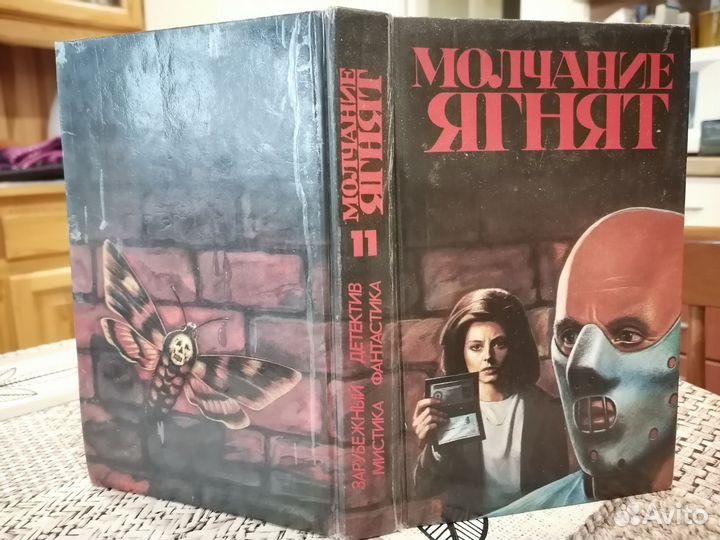 МОЛЧАНИЕ
ЯГНЯТ
МОЛЧАНИЕ
ЯГНЯТ
11
ЗАРУБЕЖНЫЙ ДЕТЕКТИВ
МИСТИКА ФАНТАСТИКА
Avito